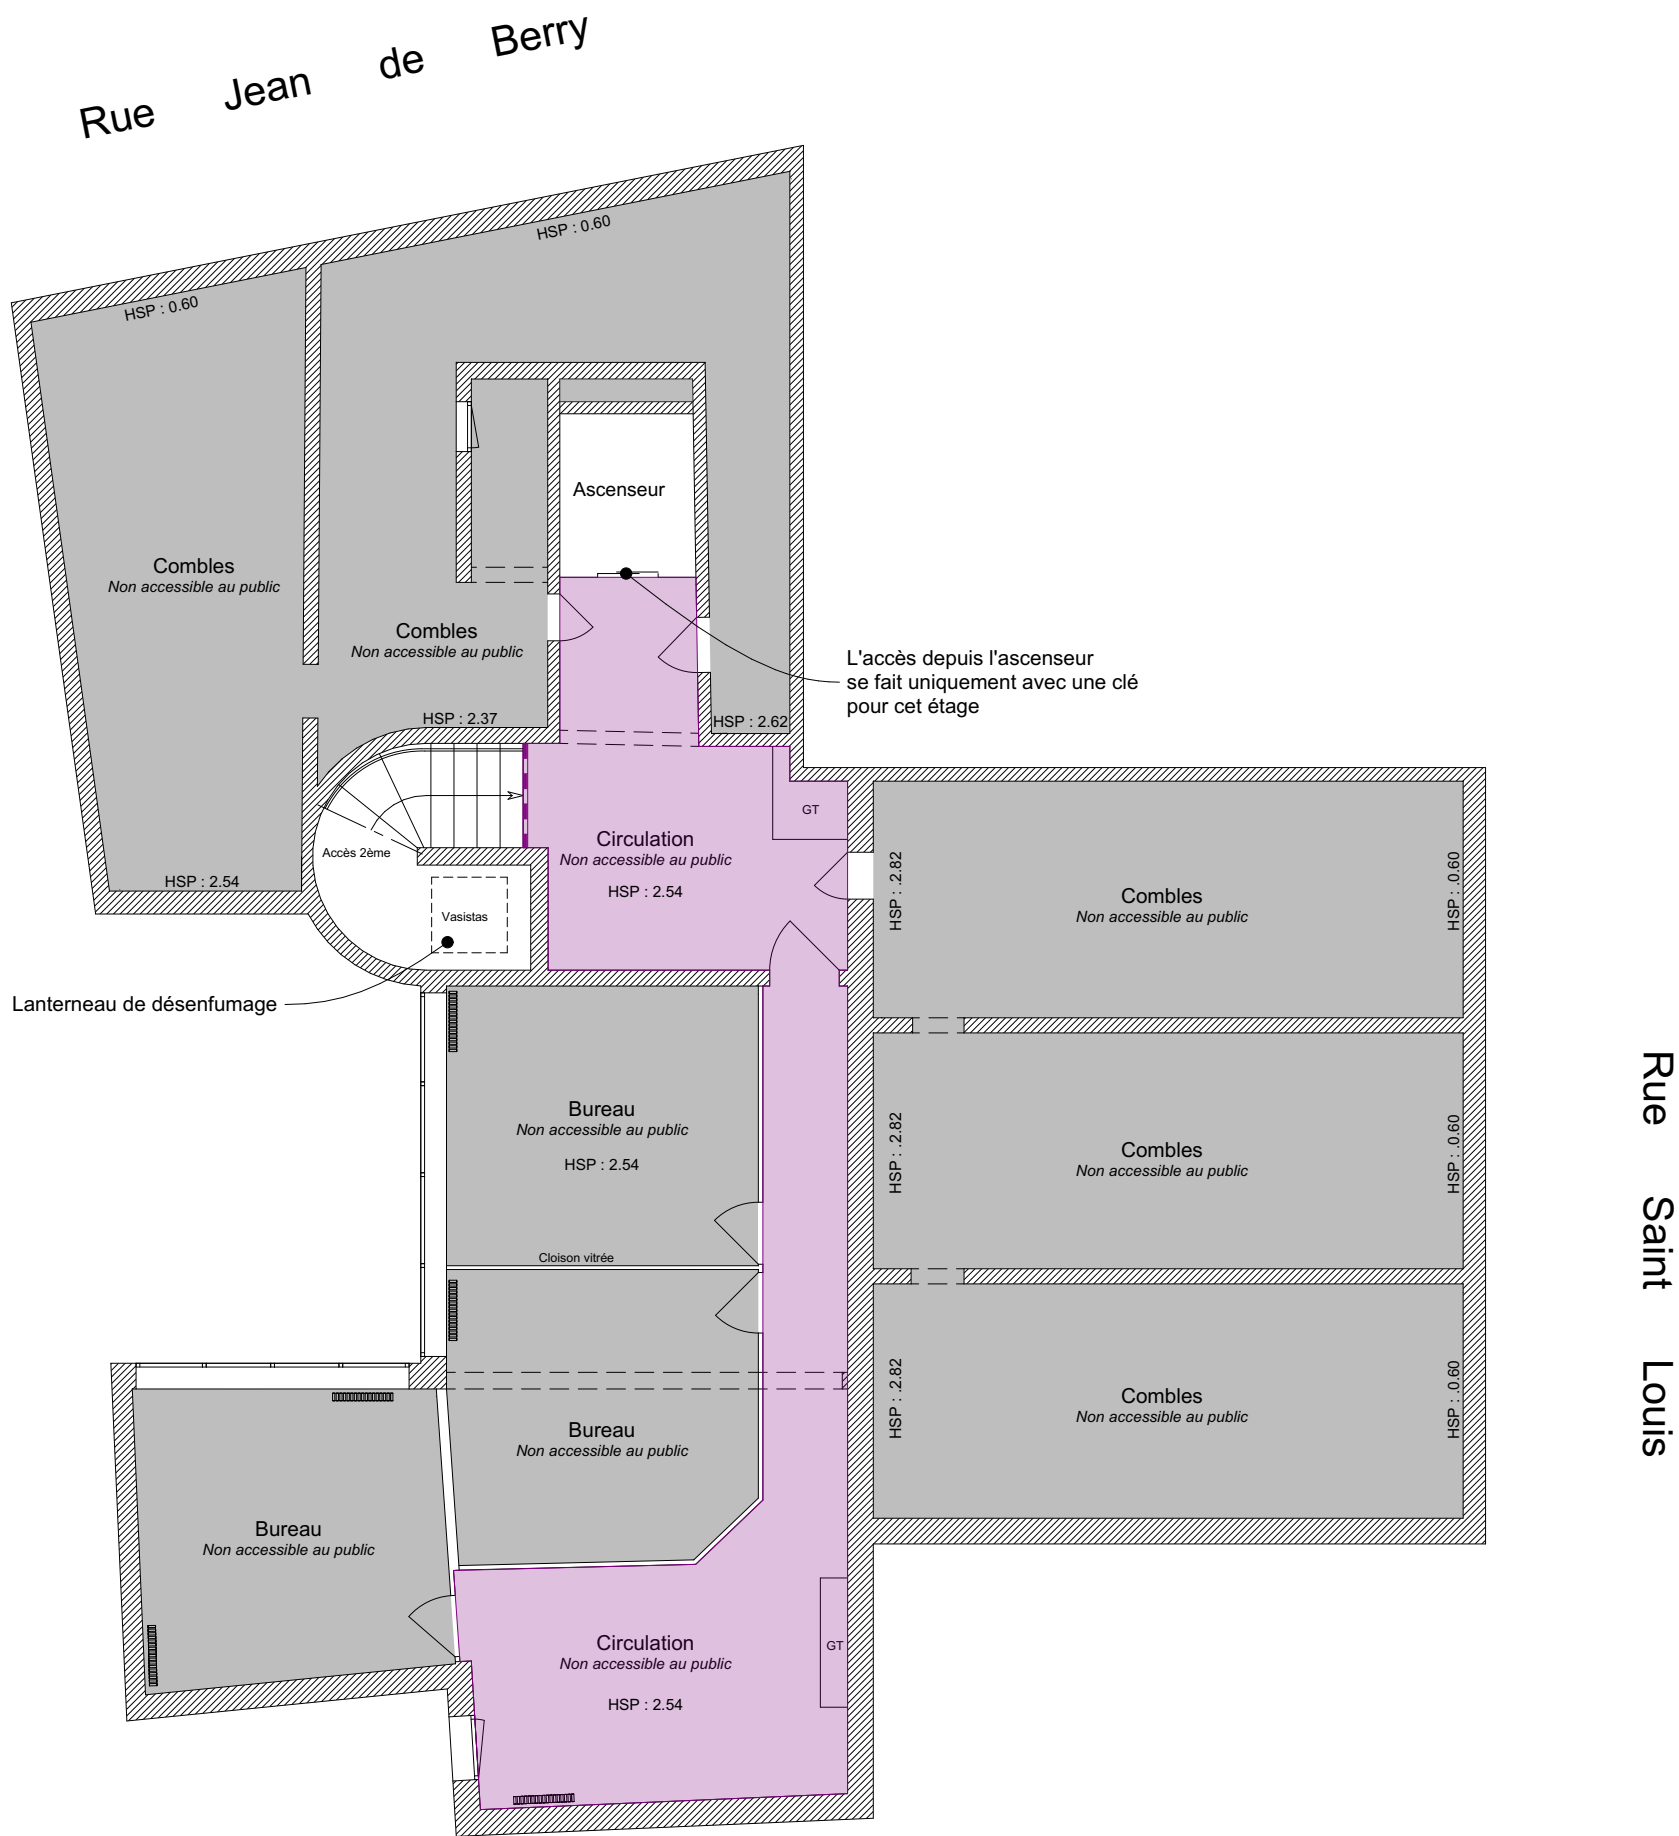 Rue Jean de Berry
HSP : 0.60
HSP : 0.60
Ascenseur
Combles
Non accessible au public
Combles
Non accessible au public
L'accès depuis l'ascenseur
se fait uniquement avec une clé
pour cet étage
HSP : 2.37
HSP : 2.62
GT
Circulation
Non accessible au public
HSP : 2.54
Accès 2ème
HSP : 2.54
Vasistas
Lanterneau de désenfumage
HSP : .2.82
Combles
Non accessible au public
HSP : .0.60
Bureau
Non accessible au public
HSP : 2.54
Cloison vitrée
HSP : .2.82
Combles
Non accessible au public
HSP : .0.60
Rue Saint Louis
HSP : .2.82
Combles
Non accessible au public
HSP : .0.60
Bureau
Non accessible au public
Bureau
Non accessible au public
Circulation
Non accessible au public
HSP : 2.54
GT